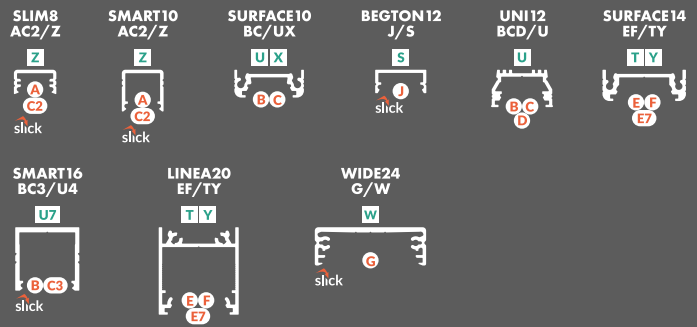 SLIM8
AC2/Z
Z
A
C2
slick
SMART10
AC2/Z
Z
A
C2
slick
SURFACE10
BC/UX
U X
B C
BEGTON12
J/S
S
J
slick
UNI12
BCD/U
U
B C
D
SURFACE14
EF/TY
T Y
E F
E7
SMART16
BC3/U4
U7
B C3
slick
LINEA20
EF/TY
T Y
E F
E7
WIDE24
G/W
W
G
slick